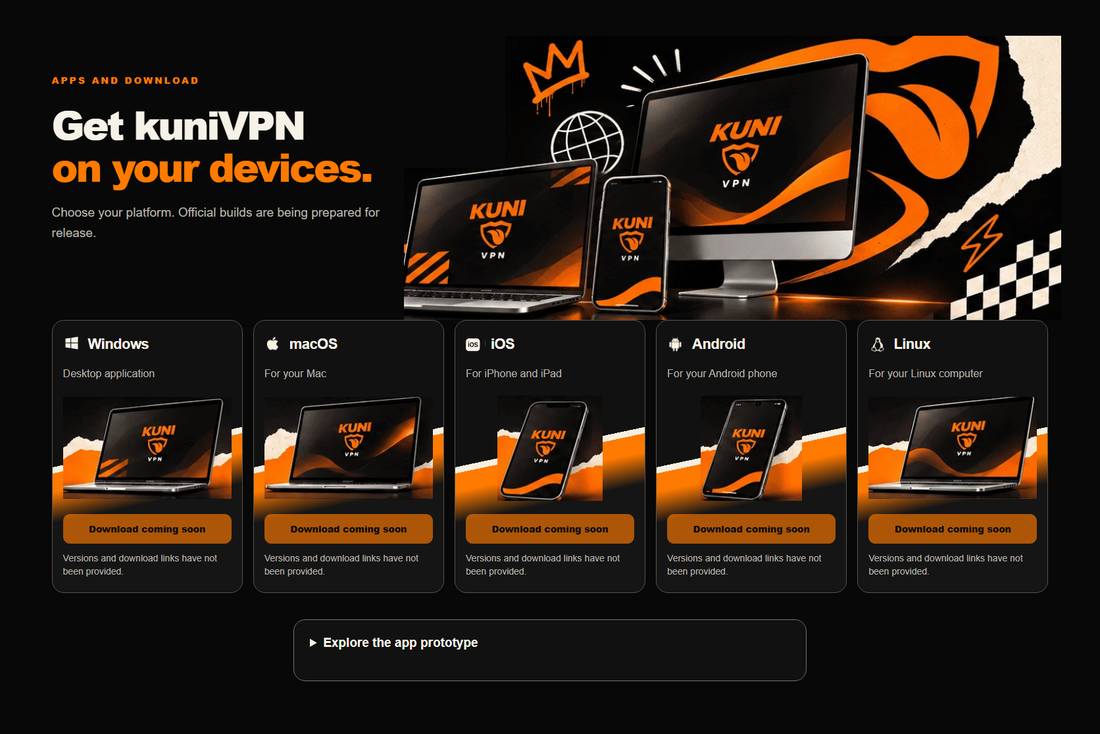 APPS AND DOWNLOAD
Get kuniVPN
on your devices.
Choose your platform. Official builds are being prepared for
release.
KUNI
VPN
KUNI
VPN
KUNI
VPN
Windows
Desktop application
KUNI
VPN
Download coming soon
Versions and download links have not
been provided.
macOS
For your Mac
KUNI
VPN
Download coming soon
Versions and download links have not
been provided.
iOS
iOS
For iPhone and iPad
KUNI
VPN
Download coming soon
Versions and download links have not
been provided.
Android
For your Android phone
KUNI
VPN
Download coming soon
Versions and download links have not
been provided.
Linux
For your Linux computer
KUNI
VPN
Download coming soon
Versions and download links have not
been provided.
Explore the app prototype